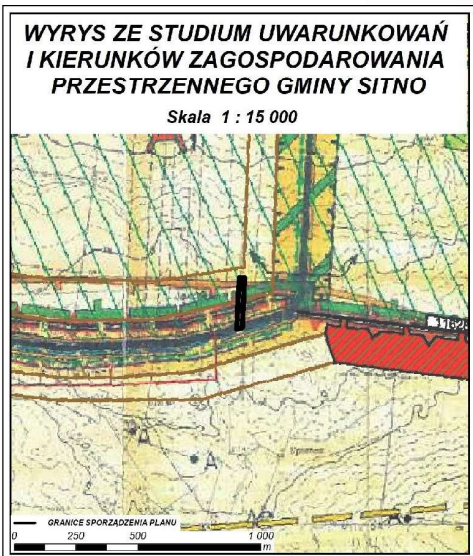 WYRYS ZE STUDIUM UWARUNKOWAŃ
I KIERUNKÓW ZAGOSPODAROWANIA
PRZESTRZENNEGO GMINY SITNO
Skala 1 : 15 000
GRANICE SPORZĄDZENIA PLANU
0 250 500 1 000
m